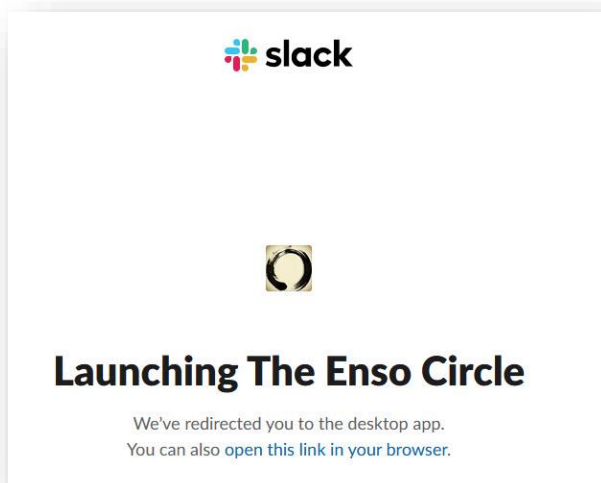 slack
Launching The Enso Circle
We've redirected you to the desktop app.
You can also open this link in your browser.